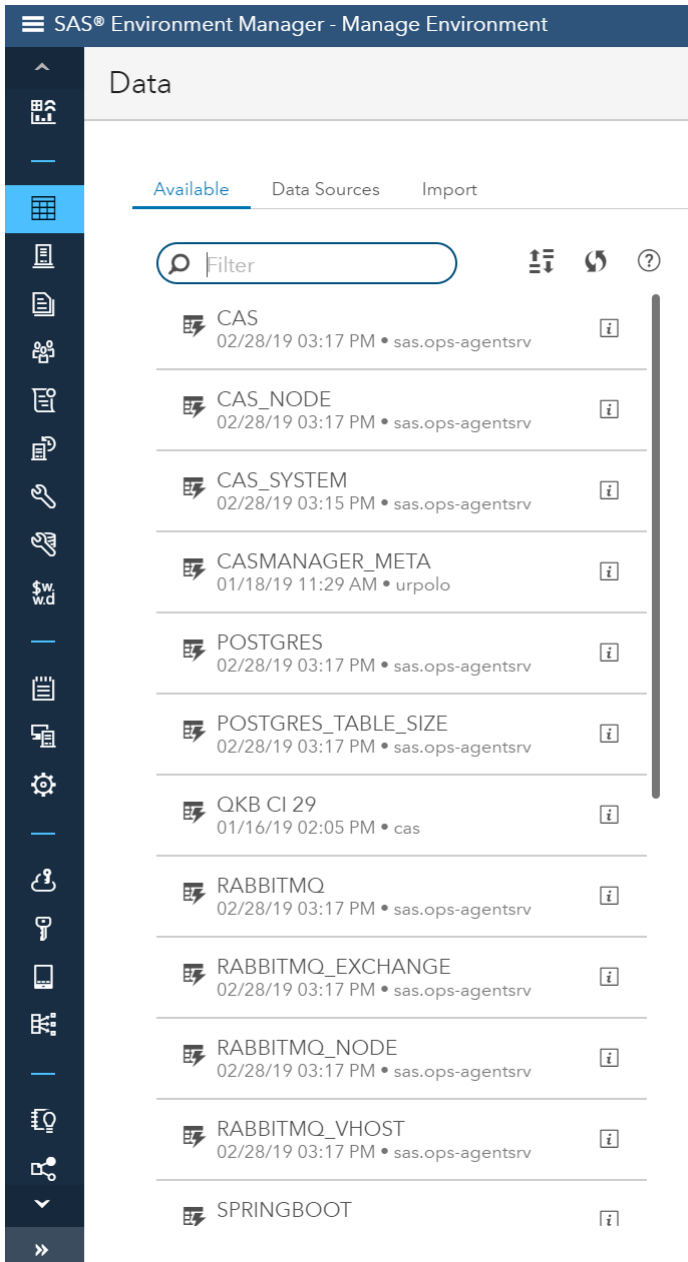 SAS® Environment Manager - Manage Environment
Data
Available Data Sources Import
Filter
CAS
02/28/19 03:17 PM • sas.ops-agentsrv
CAS_NODE
02/28/19 03:17 PM • sas.ops-agentsrv
CAS_SYSTEM
02/28/19 03:15 PM • sas.ops-agentsrv
CASMANAGER_META
01/18/19 11:29 AM • urpolo
$w.
w.d
POSTGRES
02/28/19 03:17 PM • sas.ops-agentsrv
POSTGRES_TABLE_SIZE
02/28/19 03:17 PM • sas.ops-agentsrv
QKB CI 29
01/16/19 02:05 PM • cas
RABBITMQ
02/28/19 03:17 PM • sas.ops-agentsrv
RABBITMQ_EXCHANGE
02/28/19 03:17 PM • sas.ops-agentsrv
RABBITMQ_NODE
02/28/19 03:17 PM • sas.ops-agentsrv
RABBITMQ_VHOST
02/28/19 03:17 PM • sas.ops-agentsrv
SPRINGBOOT